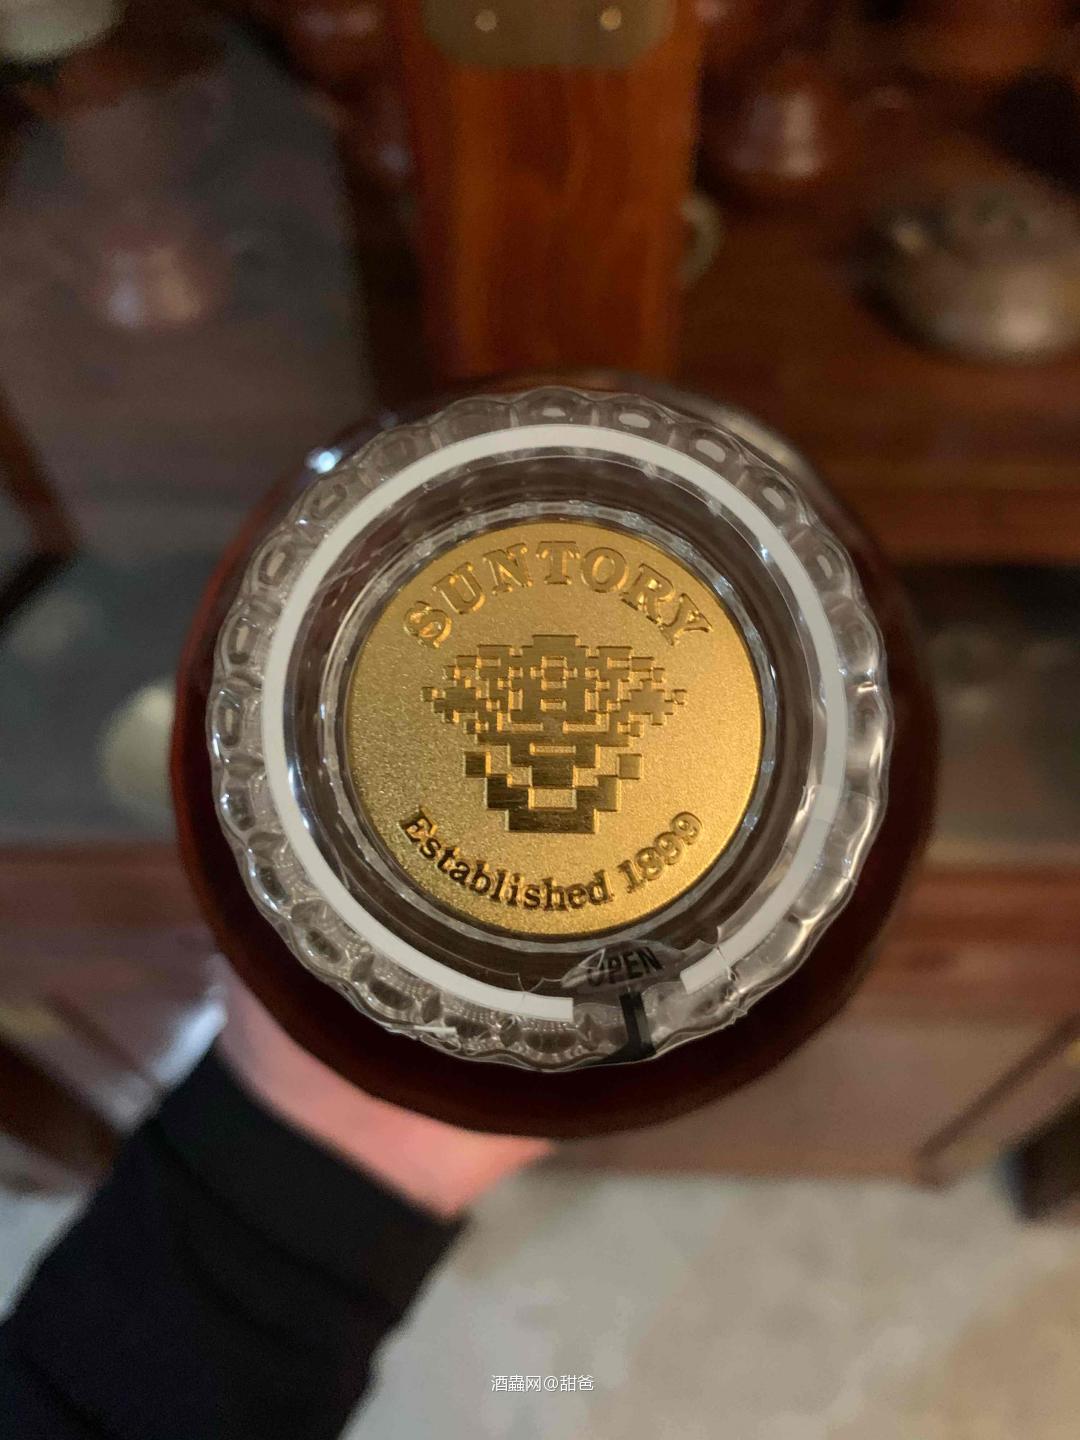 SUNTORY
Established 1899
OPEN
酒蟲网@甜爸